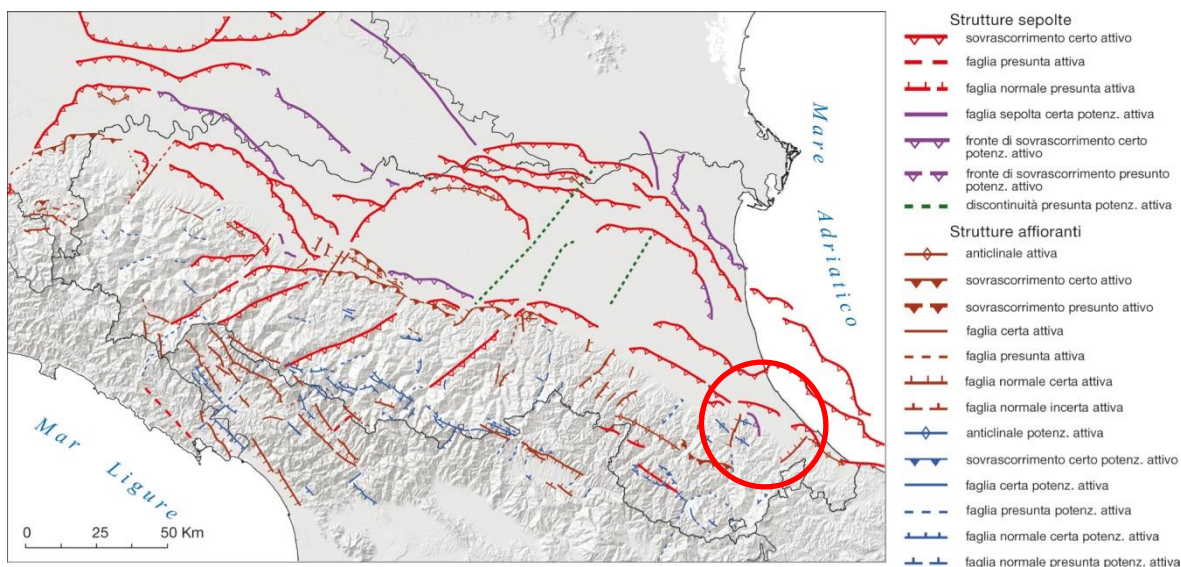 Mare
Adriatico
Mar Ligure
0 25 50 Km
Strutture sepolte
sovrascorrimento certo attivo
faglia presunta attiva
faglia normale presunta attiva
faglia sepolta certa potenz. attiva
fronte di sovrascorrimento certo
potenz. attivo
fronte di sovrascorrimento presunto
potenz. attivo
discontinuità presunta potenz. attiva
Strutture affioranti
anticlinale attiva
sovrascorrimento certo attivo
sovrascorrimento presunto attivo
faglia certa attiva
faglia presunta attiva
faglia normale certa attiva
faglia normale incerta attiva
anticlinale potenz. attiva
sovrascorrimento certo potenz. attivo
faglia certa potenz. attiva
faglia presunta potenz. attiva
faglia normale certa potenz. attiva
faglia normale presunta potenz. attiva